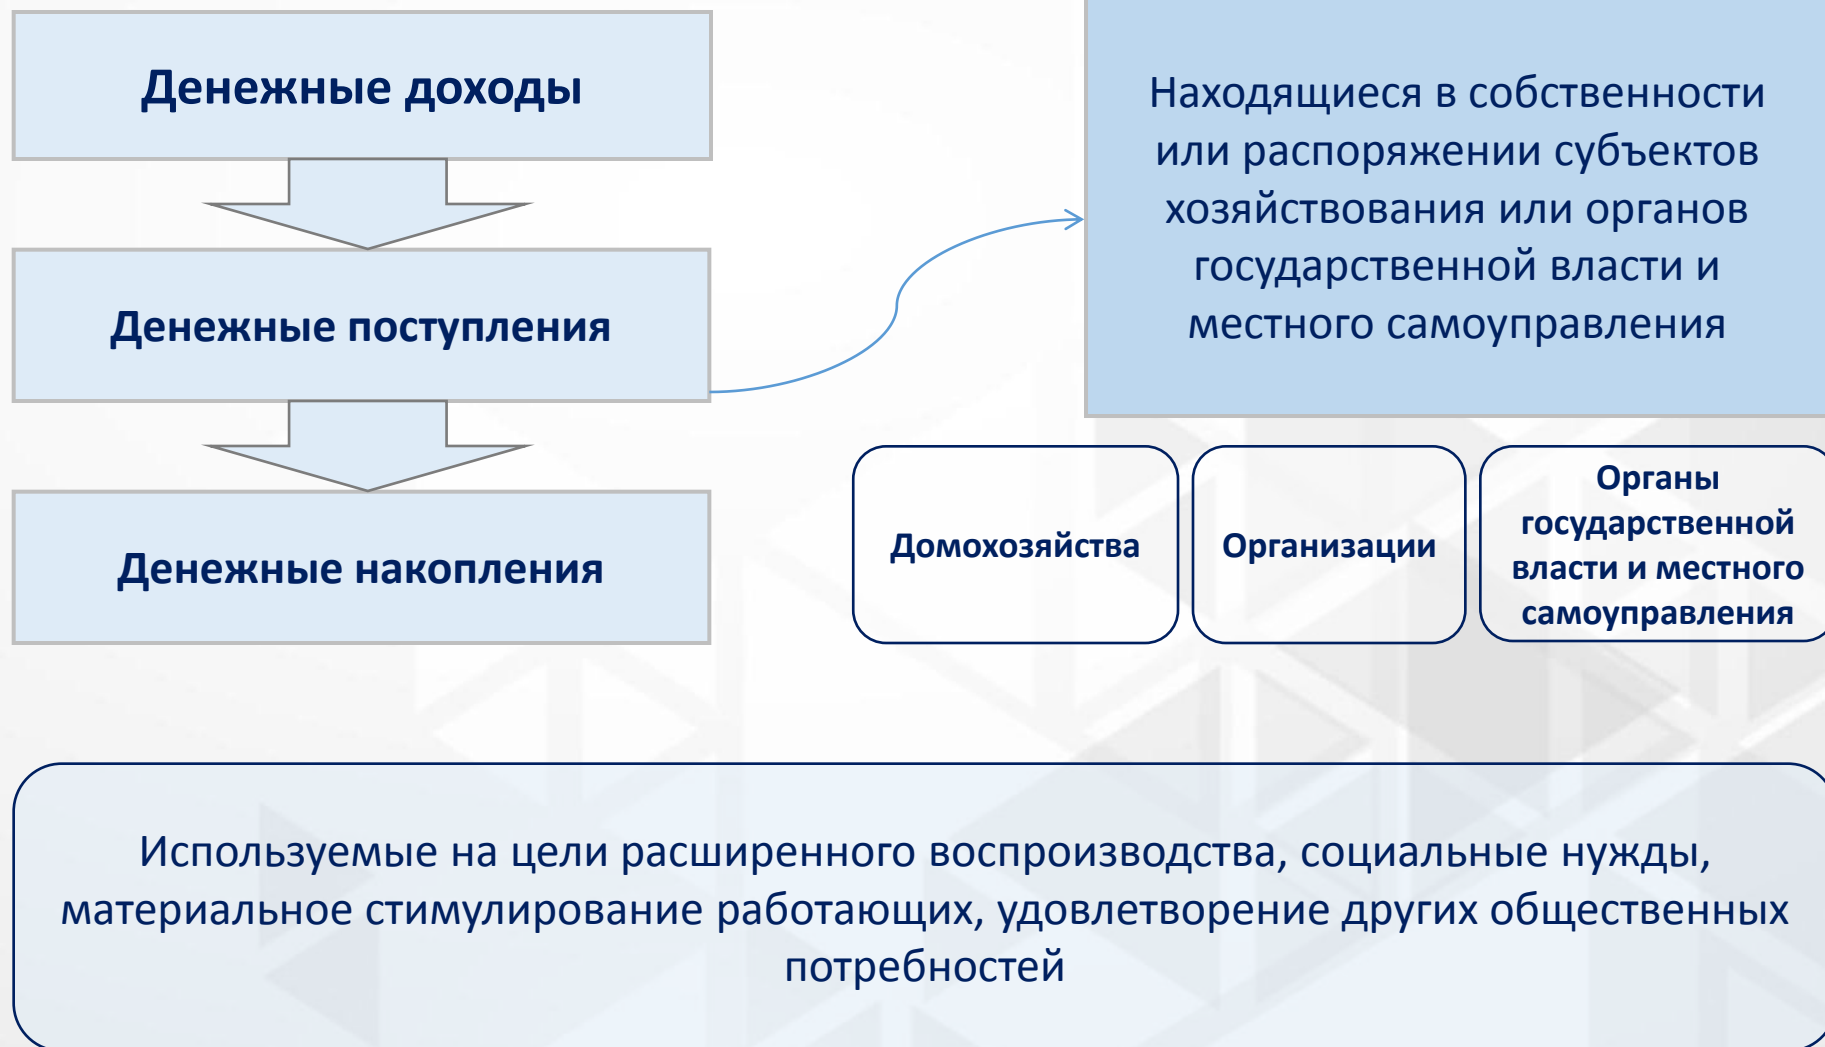 Денежные доходы
Находящиеся в собственности
или распоряжении субъектов
хозяйствования или органов
государственной власти и
местного самоуправления
Денежные поступления
Денежные накопления
Домохозяйства
Организации
Органы
государственной
власти и местного
самоуправления
Используемые на цели расширенного воспроизводства, социальные нужды,
материальное стимулирование работающих, удовлетворение других общественных
потребностей